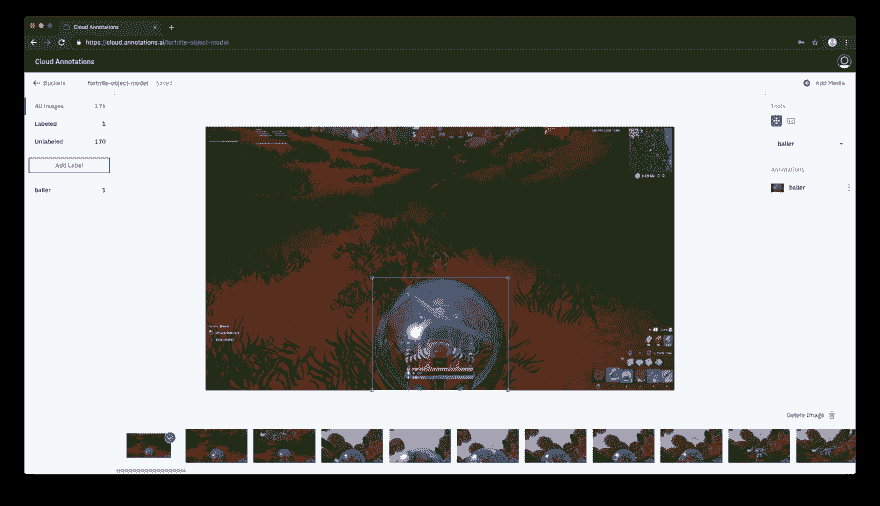 Cloud Annotations
https://cloud.annotations.ai/fortnite-object-model
Cloud Annotations
Buckets fortnite-object-model Saved
Add Media
All Images
Labeled 1
Unlabeled 170
Add Label
baller 1
Tools
baller
Annotations
baller
Delete Image